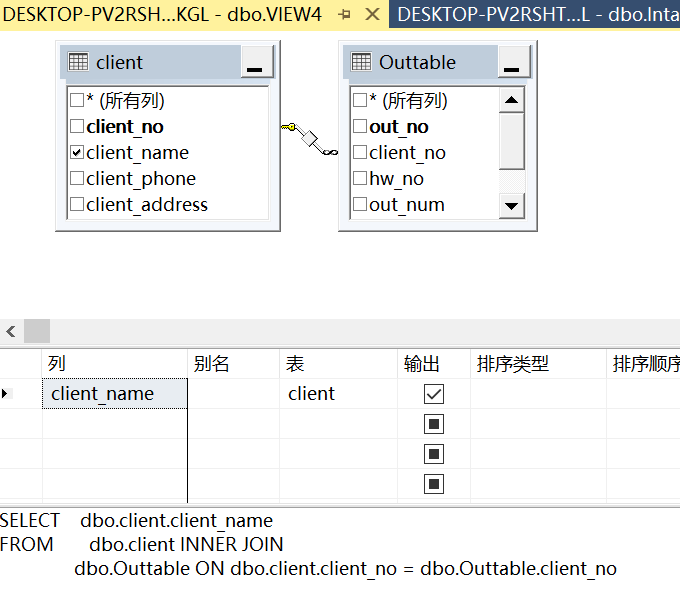 DESKTOP-PV2RSH...KGL - dbo.VIEW4 DESKTOP-PV2RSHT...L - dbo.Inta
client Outtable
* (所有列) * (所有列)
client_no out_no
client_name client_no
client_phone hw_no
client_address out_num
列 别名 表 输出 排序类型 排序顺序
client_name client
SELECT dbo.client.client_name
FROM dbo.client INNER JOIN
dbo.Outtable ON dbo.client.client_no = dbo.Outtable.client_no